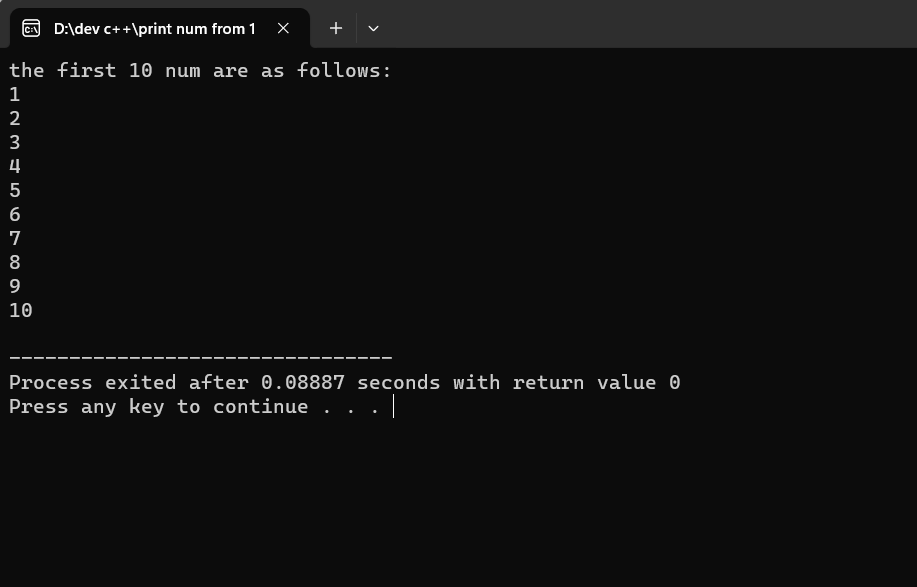 D:\dev c++\print num from 1
the first 10 num are as follows:
1
2
3
4
5
6
7
8
9
10
--------------------------------
Process exited after 0.08887 seconds with return value 0
Press any key to continue . . .